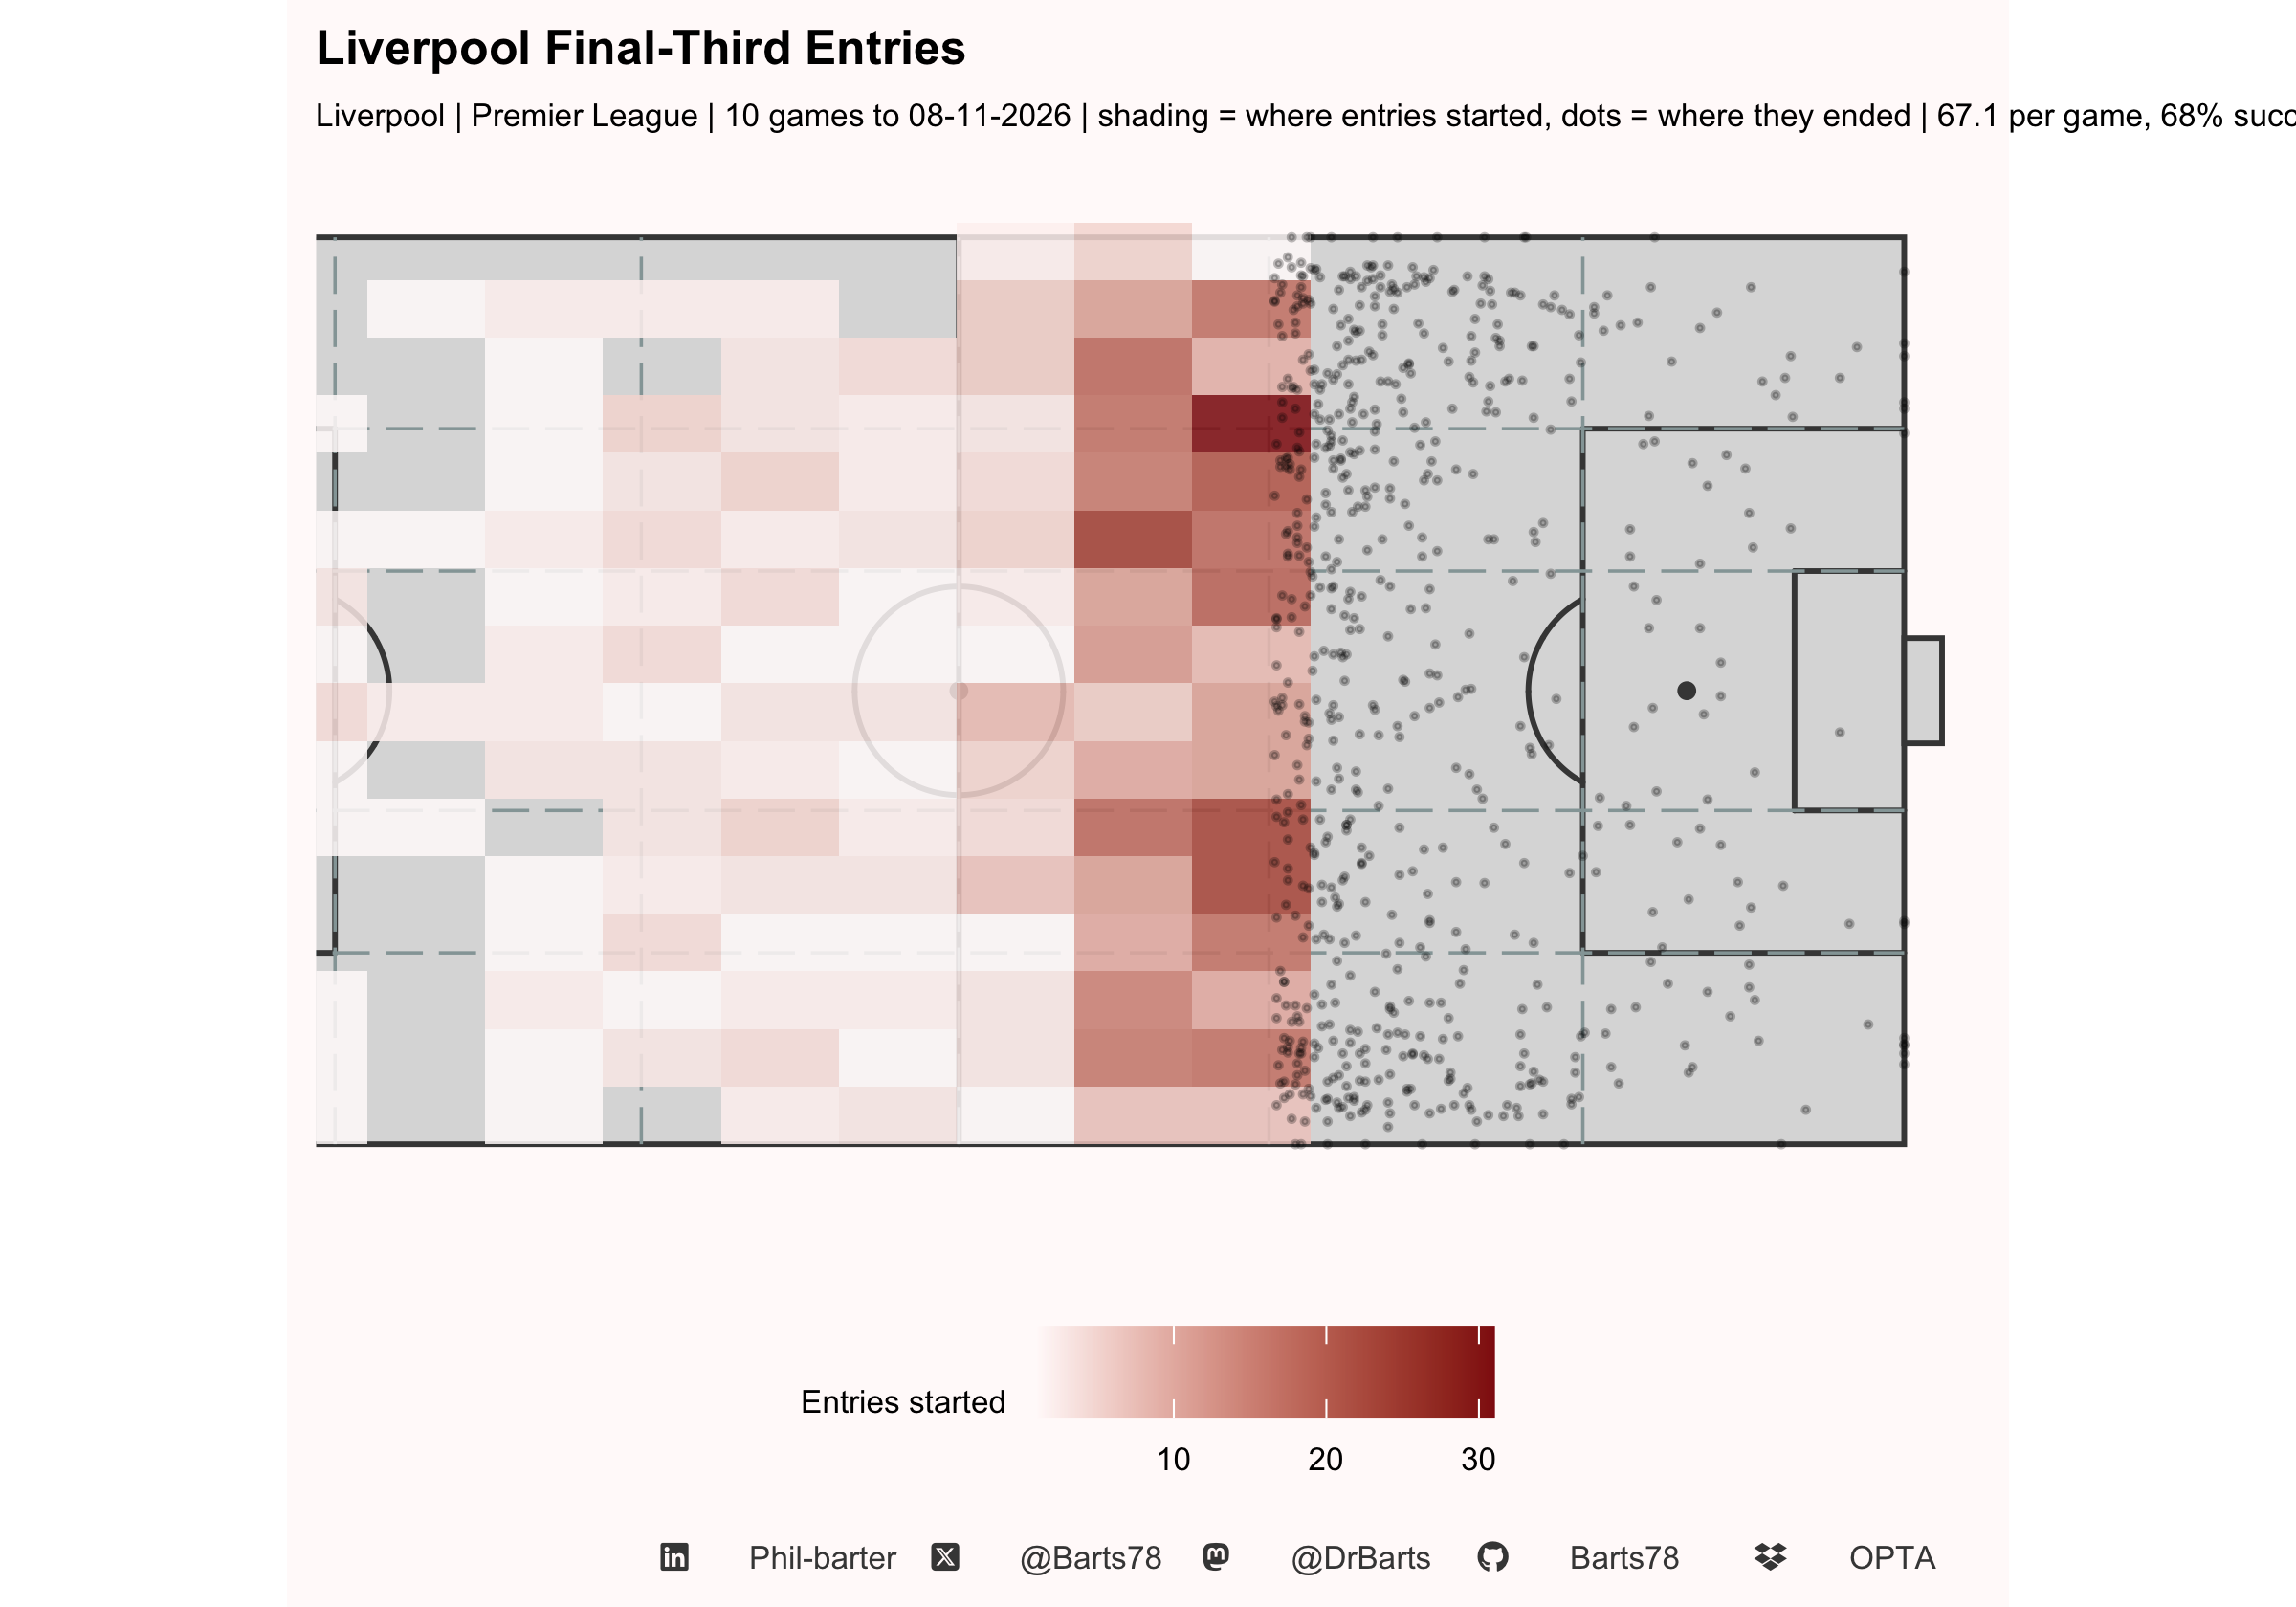 Liverpool Final-Third Entries
Liverpool | Premier League | 10 games to 08-11-2026 | shading = where entries started, dots = where they ended | 67.1 per game, 68% succ
Entries started
10 20 30
Phil-barter @Barts78 @DrBarts Barts78 OPTA